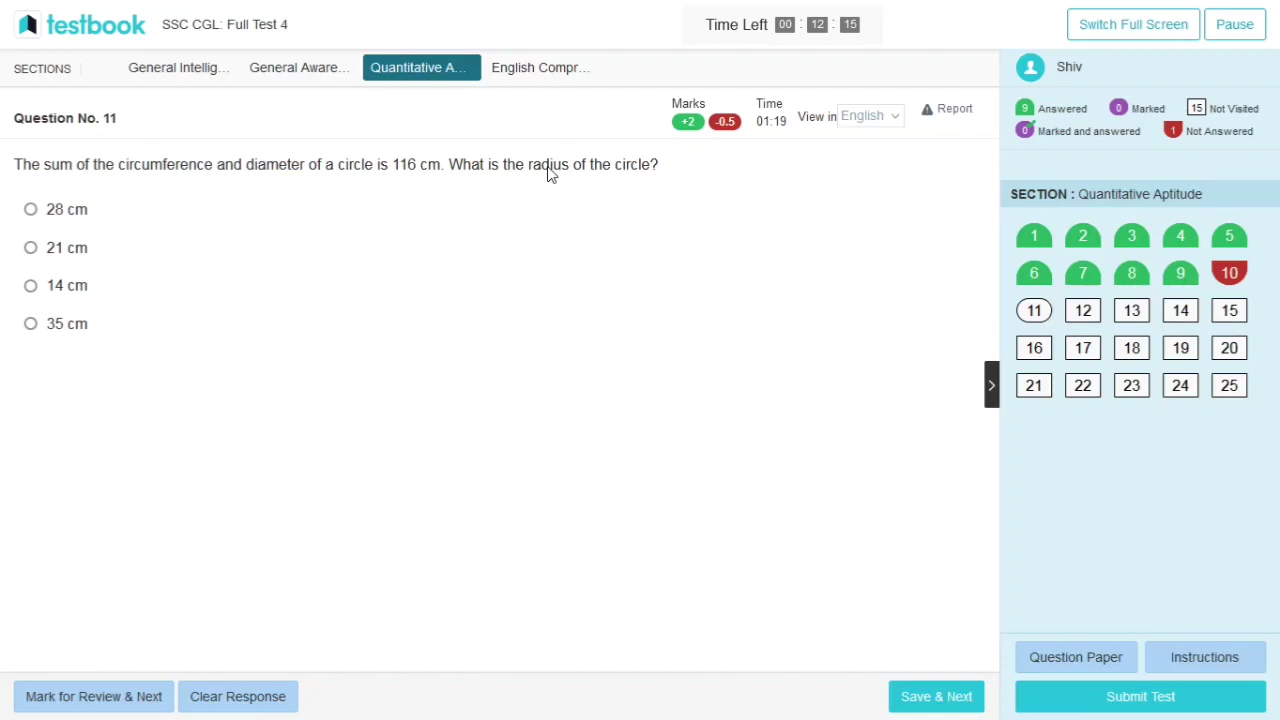 testbook SSC CGL: Full Test 4 Time Left 00 : 12 : 15 Switch Full Screen Pause
SECTIONS General Intellig... General Aware... Quantitative A... English Compr... Shiv
Question No. 11 Marks +2 -0.5 Time 01:19 View in English Report
9 Answered 0 Marked 15 Not Visited
0 Marked and answered 1 Not Answered
The sum of the circumference and diameter of a circle is 116 cm. What is the radius of the circle?
28 cm
21 cm
14 cm
35 cm
SECTION : Quantitative Aptitude
1 2 3 4 5
6 7 8 9 10
11 12 13 14 15
16 17 18 19 20
21 22 23 24 25
Question Paper Instructions
Mark for Review & Next Clear Response Save & Next Submit Test